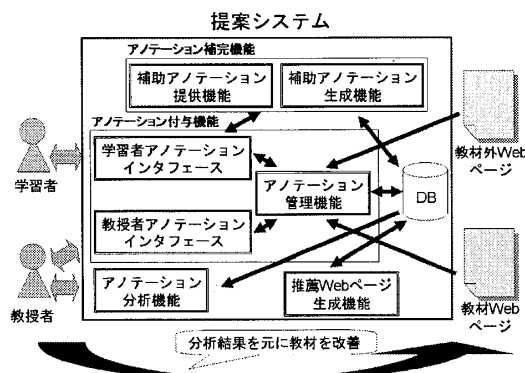 提案システム
アノテーション補完機能
補助アノテーション
提供機能
補助アノテーション
生成機能
アノテーション付与機能
学習者アノテーション
インタフェース
アノテーション
管理機能
教授者アノテーション
インタフェース
アノテーション
分析機能
推薦Webページ
生成機能
DB
学習者
教授者
教材外Web
ページ
教材Web
ページ
分析結果を元に教材を改善